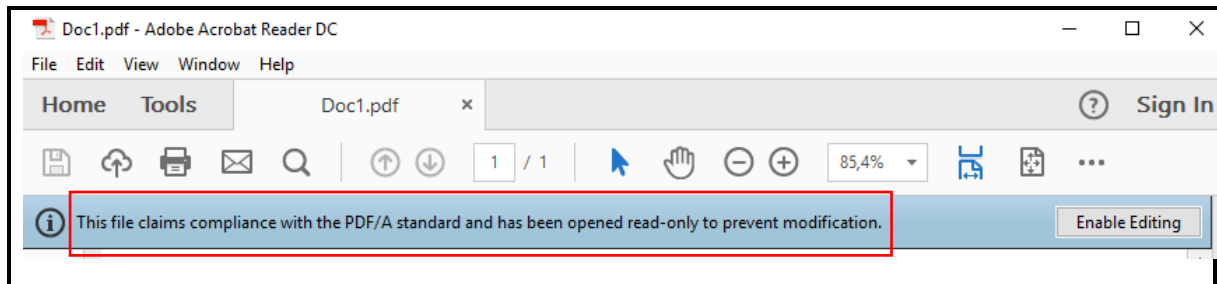 Doc1.pdf - Adobe Acrobat Reader DC
File Edit View Window Help
Home Tools Doc1.pdf × ? Sign In
1 / 1 85,4%
i This file claims compliance with the PDF/A standard and has been opened read-only to prevent modification. Enable Editing